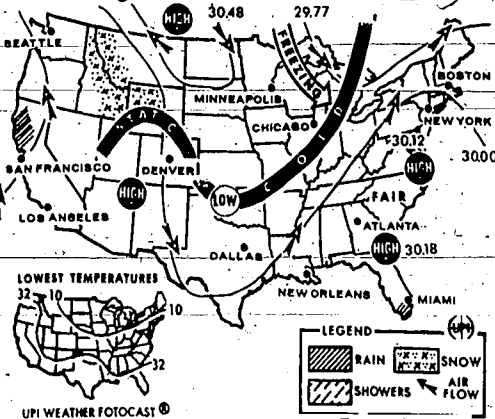 HIGH
30.48
29.77
SEATTLE
FREEZING
BOSTON
MINNEAPOLIS
NEW YORK
CHICAGO
STATC
COLD
30.12
30.00
SAN FRANCISCO
DENVER
HIGH
HIGH
LOW
FAIR
LOS ANGELES
ATLANTA
DALLAS
HIGH
30.18
LOWEST TEMPERATURES
NEW ORLEANS
32
10
10
MIAMI
32
LEGEND
UPI
RAIN
SNOW
SHOWERS
AIR FLOW
UPI WEATHER FOTOCAST ®